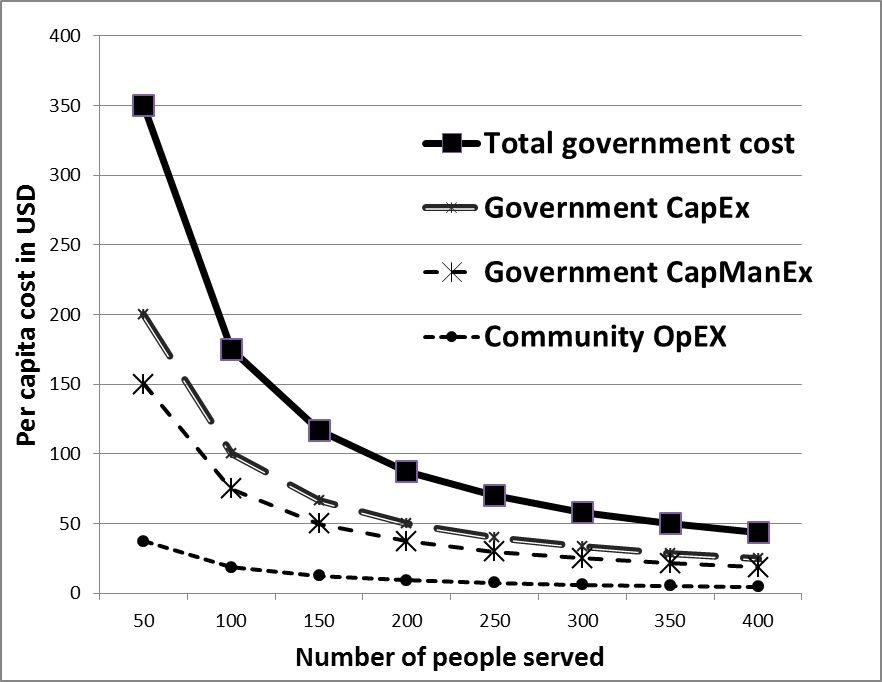 400
350
300
250
200
150
100
50
0
Per capita cost in USD
Total government cost
Government CapEx
Government CapManEx
Community OpEX
50 100 150 200 250 300 350 400
Number of people served